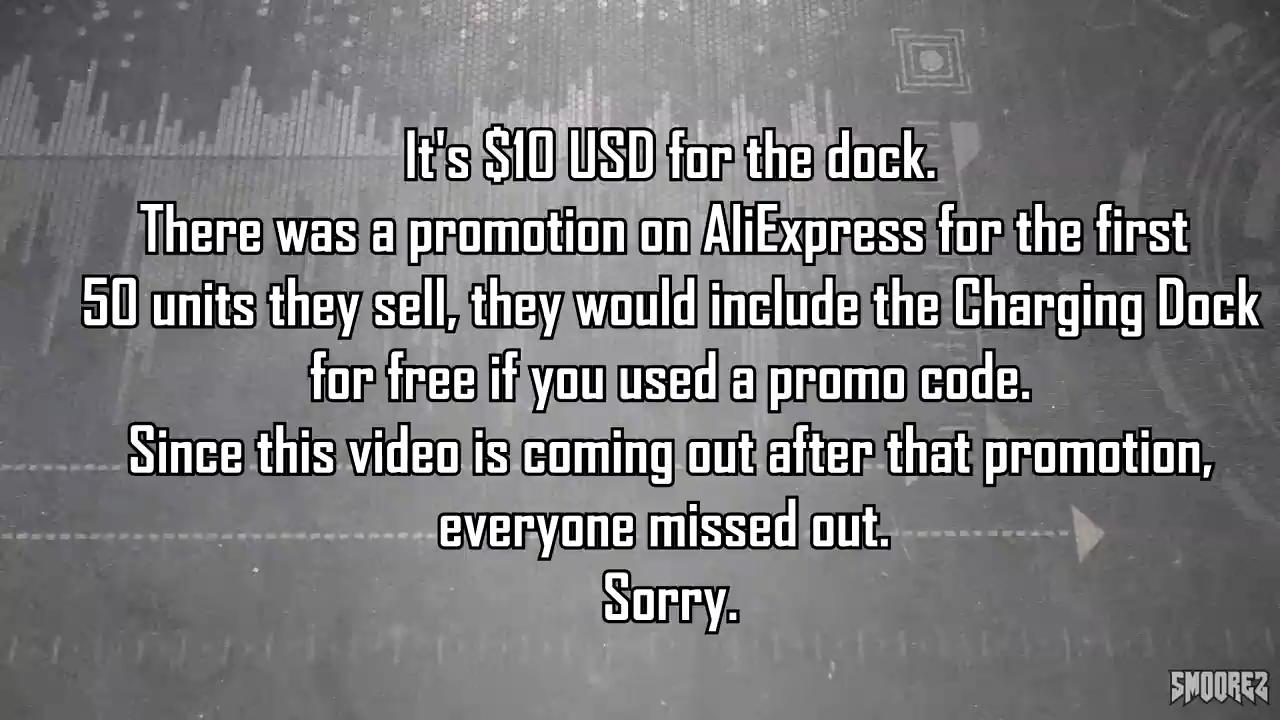 It's $10 USD for the dock.
There was a promotion on AliExpress for the first
50 units they sell, they would include the Charging Dock
for free if you used a promo code.
Since this video is coming out after that promotion,
everyone missed out.
Sorry.
SMOOREZ